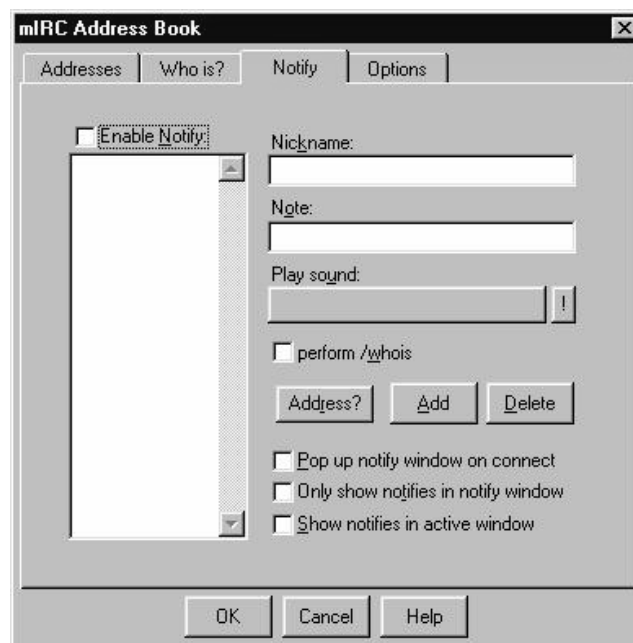 mIRC Address Book
Addresses Who is? Notify Options
Enable Notify:
Nickname:
Note:
Play sound:
!
perform /whois
Address? Add Delete
Pop up notify window on connect
Only show notifies in notify window
Show notifies in active window
OK Cancel Help